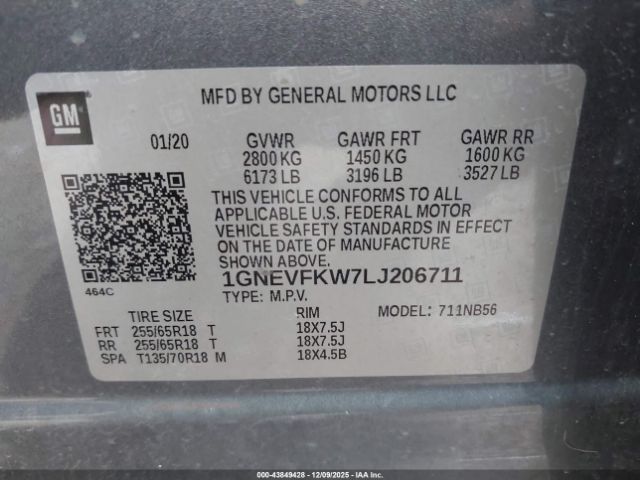 GM
MFD BY GENERAL MOTORS LLC
01/20 GVWR GAWR FRT GAWR RR
2800 KG 1450 KG 1600 KG
6173 LB 3196 LB 3527 LB
THIS VEHICLE CONFORMS TO ALL
APPLICABLE U.S. FEDERAL MOTOR
VEHICLE SAFETY STANDARDS IN EFFECT
ON THE DATE OF MANUFACTURE
SHOWN ABOVE.
1GNEVFKW7LJ206711
464C
TYPE: M.P.V.
TIRE SIZE RIM MODEL: 711NB56
FRT 255/65R18 T 18X7.5J
RR 255/65R18 T 18X7.5J
SPA T135/70R18 M 18X4.5B
000-43849428 - 12/09/2025 - IAAI.com